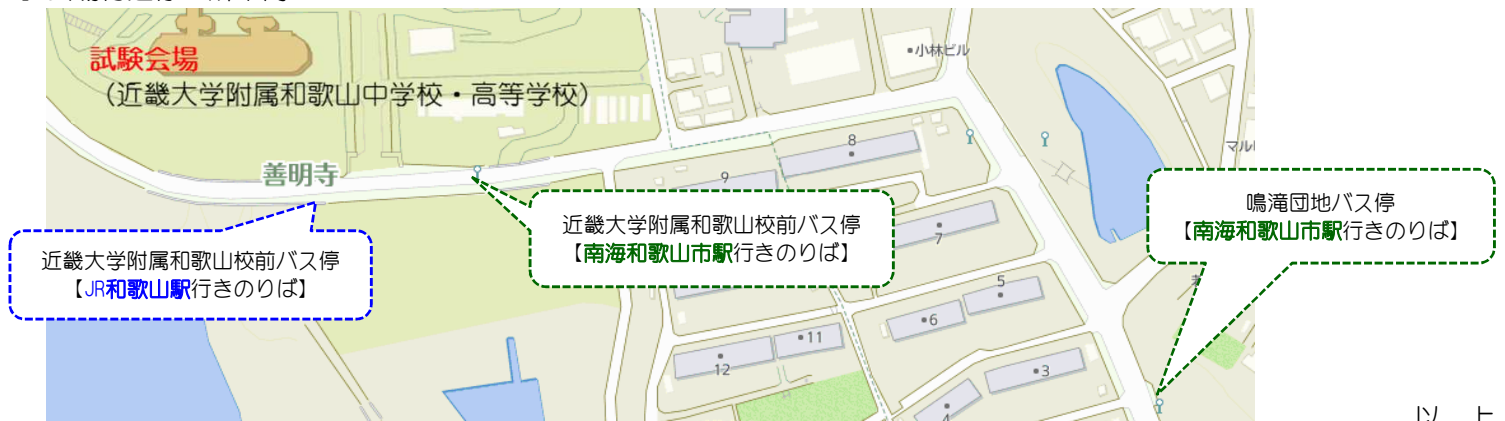 試験会場
（近畿大学附属和歌山中学校・高等学校）
・小林ビル
善明寺
8
9
マル
近畿大学附属和歌山校前バス停
【JR和歌山駅行きのりば】
近畿大学附属和歌山校前バス停
【南海和歌山市駅行きのりば】
鳴滝団地バス停
【南海和歌山市駅行きのりば】
7
5
・6
・11
12
・3
4
以　上